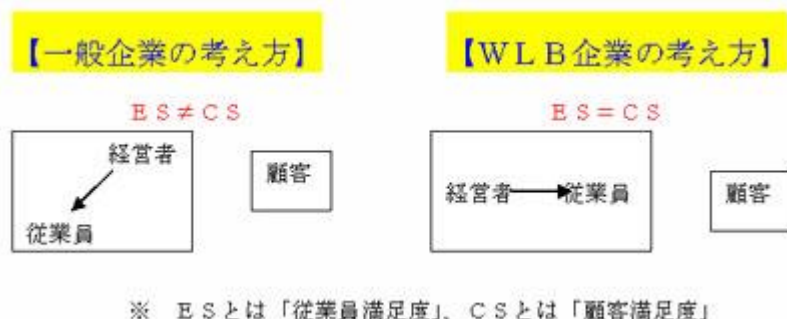 【一般企業の考え方】
【ＷＬＢ企業の考え方】
ＥＳ≠ＣＳ
ＥＳ＝ＣＳ
経営者
従業員
顧客
経営者
従業員
顧客
※　ＥＳとは「従業員満足度」、ＣＳとは「顧客満足度」